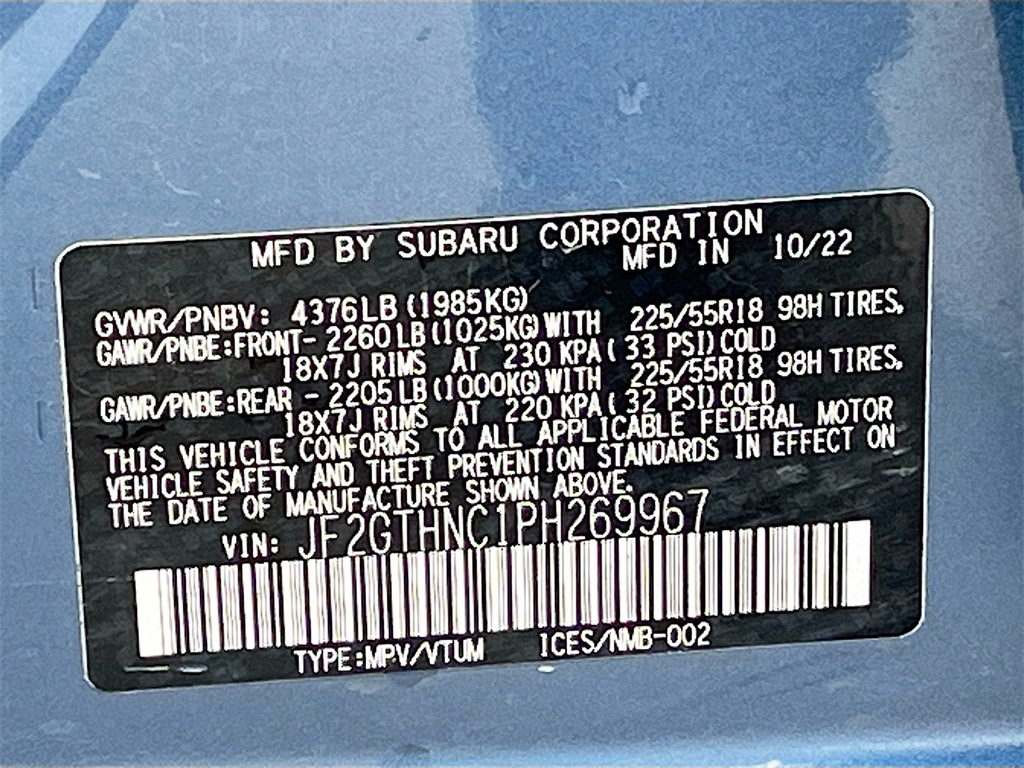 MFD BY SUBARU CORPORATION
MFD IN 10/22
GVWR/PNBV: 4376LB (1985KG)
GAWR/PNBE:FRONT- 2260LB (1025KG) WITH 225/55R18 98H TIRES,
18X7J RIMS AT 230 KPA ( 33 PSI) COLD
GAWR/PNBE:REAR - 2205LB (1000KG) WITH 225/55R18 98H TIRES,
18X7J RIMS AT 220 KPA ( 32 PSI) COLD
THIS VEHICLE CONFORMS TO ALL APPLICABLE FEDERAL MOTOR
VEHICLE SAFETY AND THEFT PREVENTION STANDARDS IN EFFECT ON
THE DATE OF MANUFACTURE SHOWN ABOVE.
VIN: JF2GTHNC1PH269967
TYPE:MPV/VTUM ICES/NMB-002